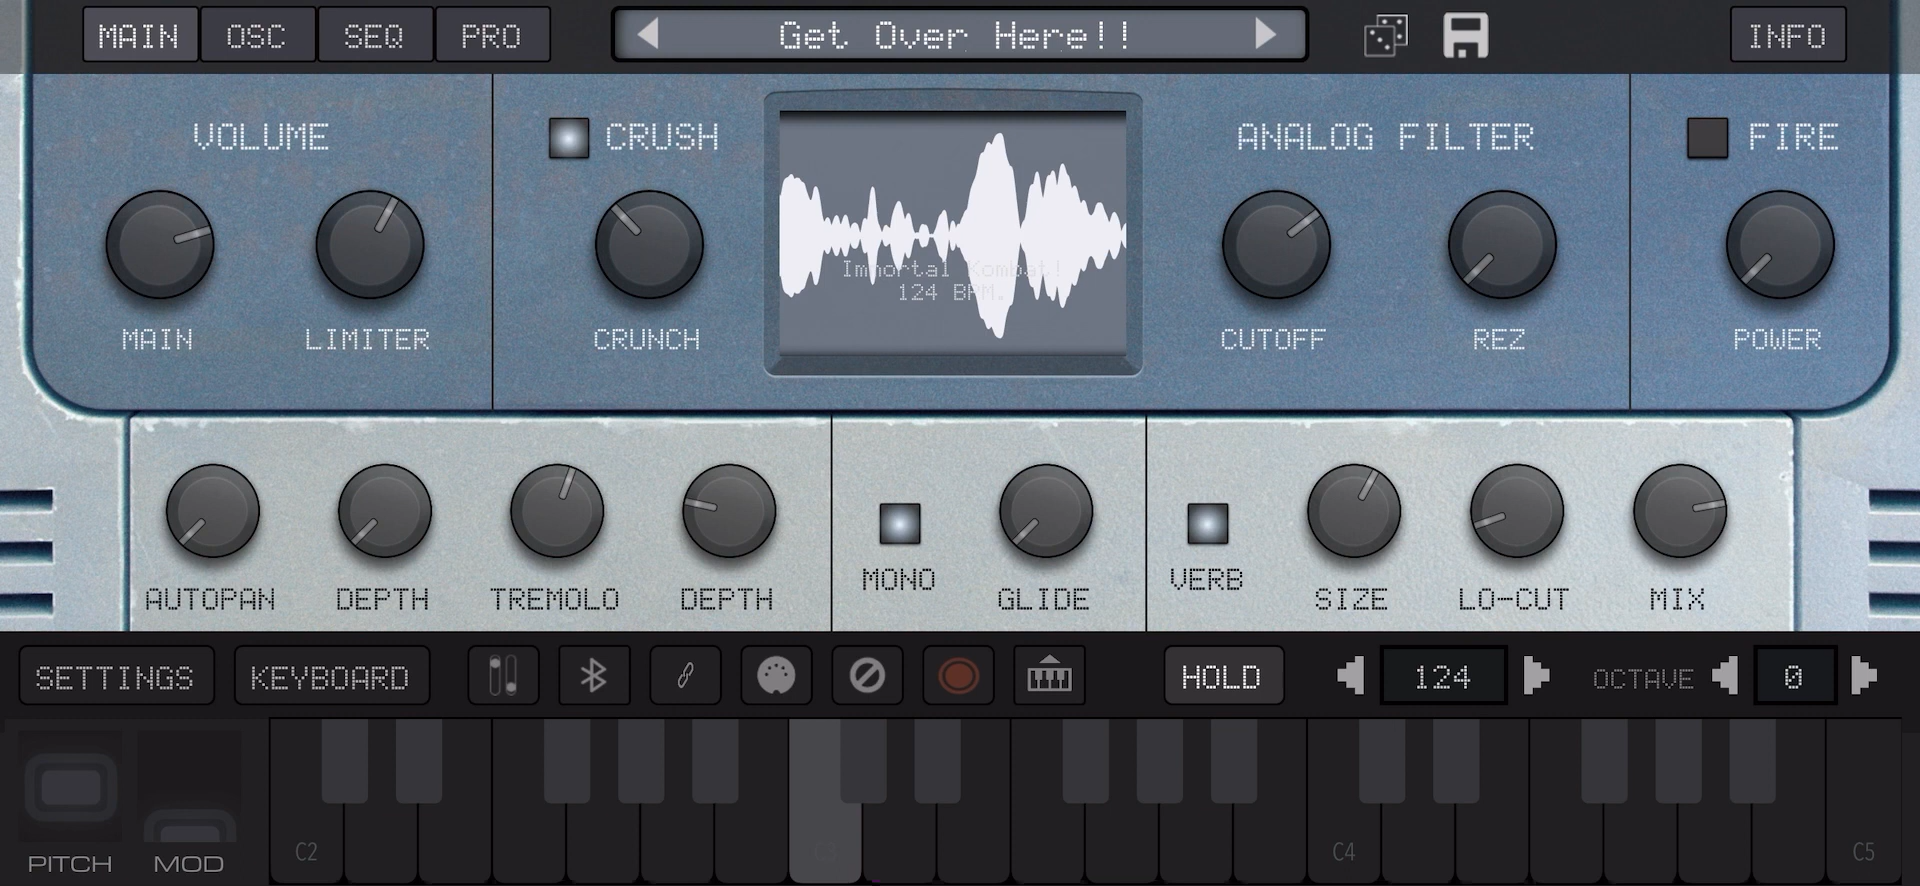 MAIN OSC SEQ PRO Get Over Here!! INFO
VOLUME CRUSH ANALOG FILTER FIRE
Immortal Kombat!
124 BPM.
MAIN LIMITER CRUNCH CUTOFF REZ POWER
MONO VERB
AUTOPAN DEPTH TREMOLO DEPTH GLIDE SIZE LO-CUT MIX
SETTINGS KEYBOARD HOLD 124 OCTAVE 0
C2 C3 C4 C5
PITCH MOD